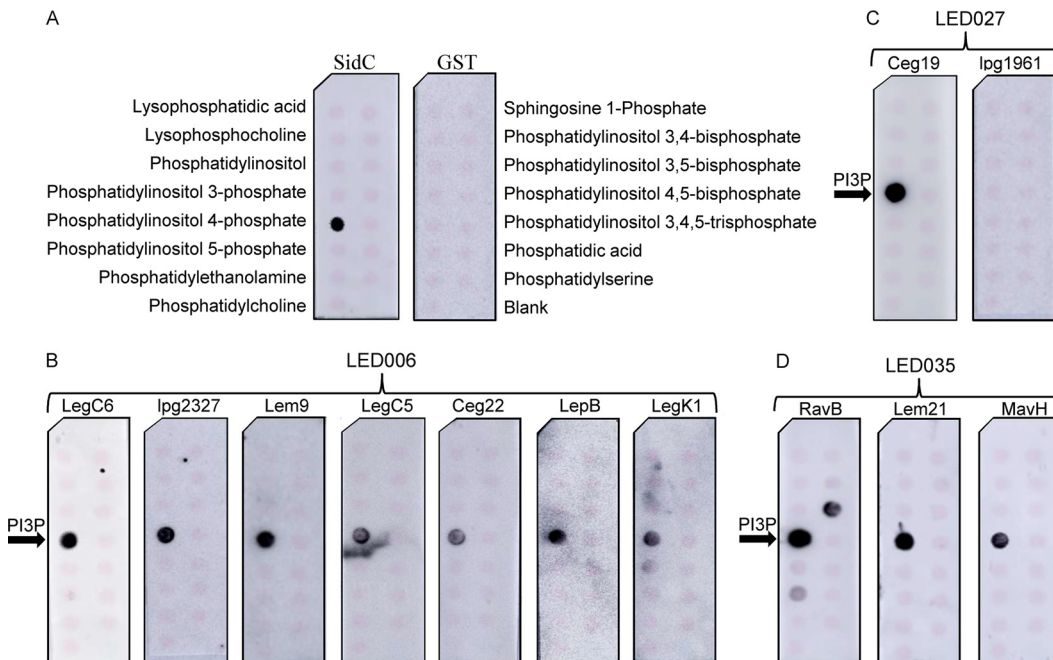 A
SidC GST
Lysophosphatidic acid
Lysophosphocholine
Phosphatidylinositol
Phosphatidylinositol 3-phosphate
Phosphatidylinositol 4-phosphate
Phosphatidylinositol 5-phosphate
Phosphatidylethanolamine
Phosphatidylcholine
Sphingosine 1-Phosphate
Phosphatidylinositol 3,4-bisphosphate
Phosphatidylinositol 3,5-bisphosphate
Phosphatidylinositol 4,5-bisphosphate
Phosphatidylinositol 3,4,5-trisphosphate
Phosphatidic acid
Phosphatidylserine
Blank
C
LED027
Ceg19 lpg1961
PI3P
B
LED006
LegC6 lpg2327 Lem9 LegC5 Ceg22 LepB LegK1
PI3P
D
LED035
RavB Lem21 MavH
PI3P